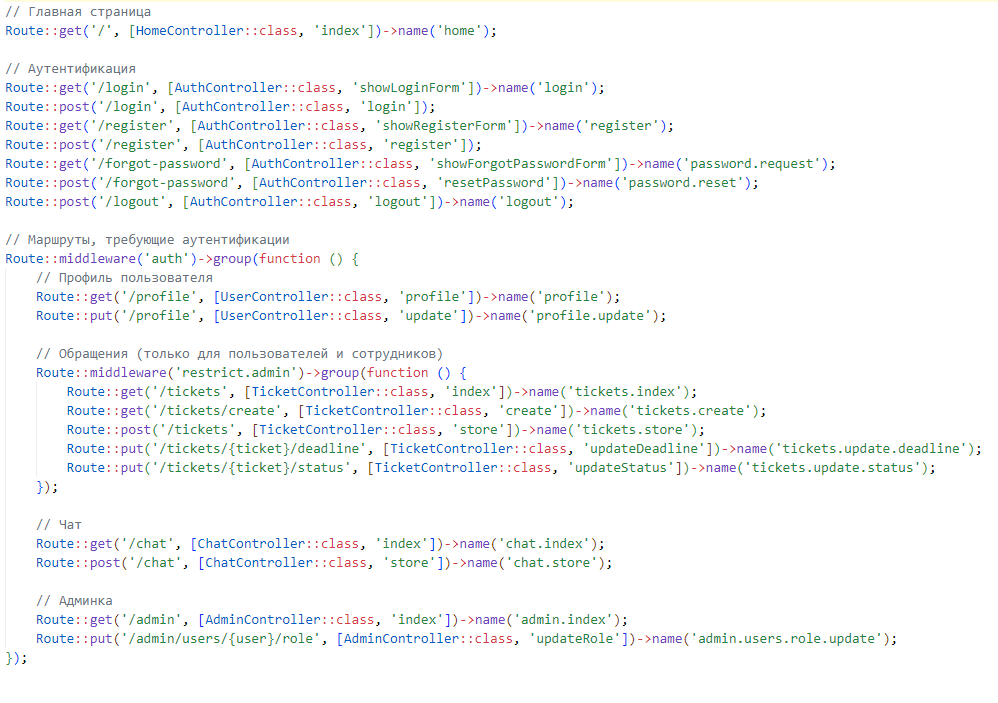 // Главная страница
Route::get('/', [HomeController::class, 'index'])->name('home');
// Аутентификация
Route::get('/login', [AuthController::class, 'showLoginForm'])->name('login');
Route::post('/login', [AuthController::class, 'login']);
Route::get('/register', [AuthController::class, 'showRegisterForm'])->name('register');
Route::post('/register', [AuthController::class, 'register']);
Route::get('/forgot-password', [AuthController::class, 'showForgotPasswordForm'])->name('password.request');
Route::post('/forgot-password', [AuthController::class, 'resetPassword'])->name('password.reset');
Route::post('/logout', [AuthController::class, 'logout'])->name('logout');
// Маршруты, требующие аутентификации
Route::middleware('auth')->group(function () {
    // Профиль пользователя
    Route::get('/profile', [UserController::class, 'profile'])->name('profile');
    Route::put('/profile', [UserController::class, 'update'])->name('profile.update');
    // Обращения (только для пользователей и сотрудников)
    Route::middleware('restrict.admin')->group(function () {
        Route::get('/tickets', [TicketController::class, 'index'])->name('tickets.index');
        Route::get('/tickets/create', [TicketController::class, 'create'])->name('tickets.create');
        Route::post('/tickets', [TicketController::class, 'store'])->name('tickets.store');
        Route::put('/tickets/{ticket}/deadline', [TicketController::class, 'updateDeadline'])->name('tickets.update.deadline');
        Route::put('/tickets/{ticket}/status', [TicketController::class, 'updateStatus'])->name('tickets.update.status');
    });
    // Чат
    Route::get('/chat', [ChatController::class, 'index'])->name('chat.index');
    Route::post('/chat', [ChatController::class, 'store'])->name('chat.store');
    // Админка
    Route::get('/admin', [AdminController::class, 'index'])->name('admin.index');
    Route::put('/admin/users/{user}/role', [AdminController::class, 'updateRole'])->name('admin.users.role.update');
});